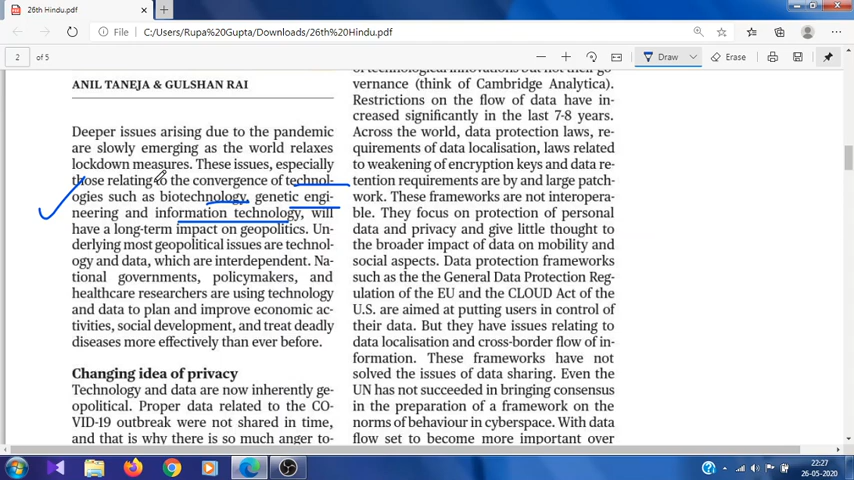 26th Hindu.pdf
File
C:/Users/Rupa%20Gupta/Downloads/26th%20Hindu.pdf
2
of 5
Draw
Erase
ANIL TANEJA & GULSHAN RAI
Deeper issues arising due to the pandemic
are slowly emerging as the world relaxes
lockdown measures. These issues, especially
those relating to the convergence of technol-
ogies such as biotechnology, genetic engi-
neering and information technology, will
have a long-term impact on geopolitics. Un-
derlying most geopolitical issues are technol-
ogy and data, which are interdependent. Na-
tional governments, policymakers, and
healthcare researchers are using technology
and data to plan and improve economic ac-
tivities, social development, and treat deadly
diseases more effectively than ever before.
Changing idea of privacy
Technology and data are now inherently ge-
opolitical. Proper data related to the CO-
VID-19 outbreak were not shared in time,
and that is why there is so much anger to-
of technological innovations but not their go-
vernance (think of Cambridge Analytica).
Restrictions on the flow of data have in-
creased significantly in the last 7-8 years.
Across the world, data protection laws, re-
quirements of data localisation, laws related
to weakening of encryption keys and data re-
tention requirements are by and large patch-
work. These frameworks are not interopera-
ble. They focus on protection of personal
data and privacy and give little thought to
the broader impact of data on mobility and
social aspects. Data protection frameworks
such as the the General Data Protection Reg-
ulation of the EU and the CLOUD Act of the
U.S. are aimed at putting users in control of
their data. But they have issues relating to
data localisation and cross-border flow of in-
formation. These frameworks have not
solved the issues of data sharing. Even the
UN has not succeeded in bringing consensus
in the preparation of a framework on the
norms of behaviour in cyberspace. With data
flow set to become more important over
22:27
26-05-2020